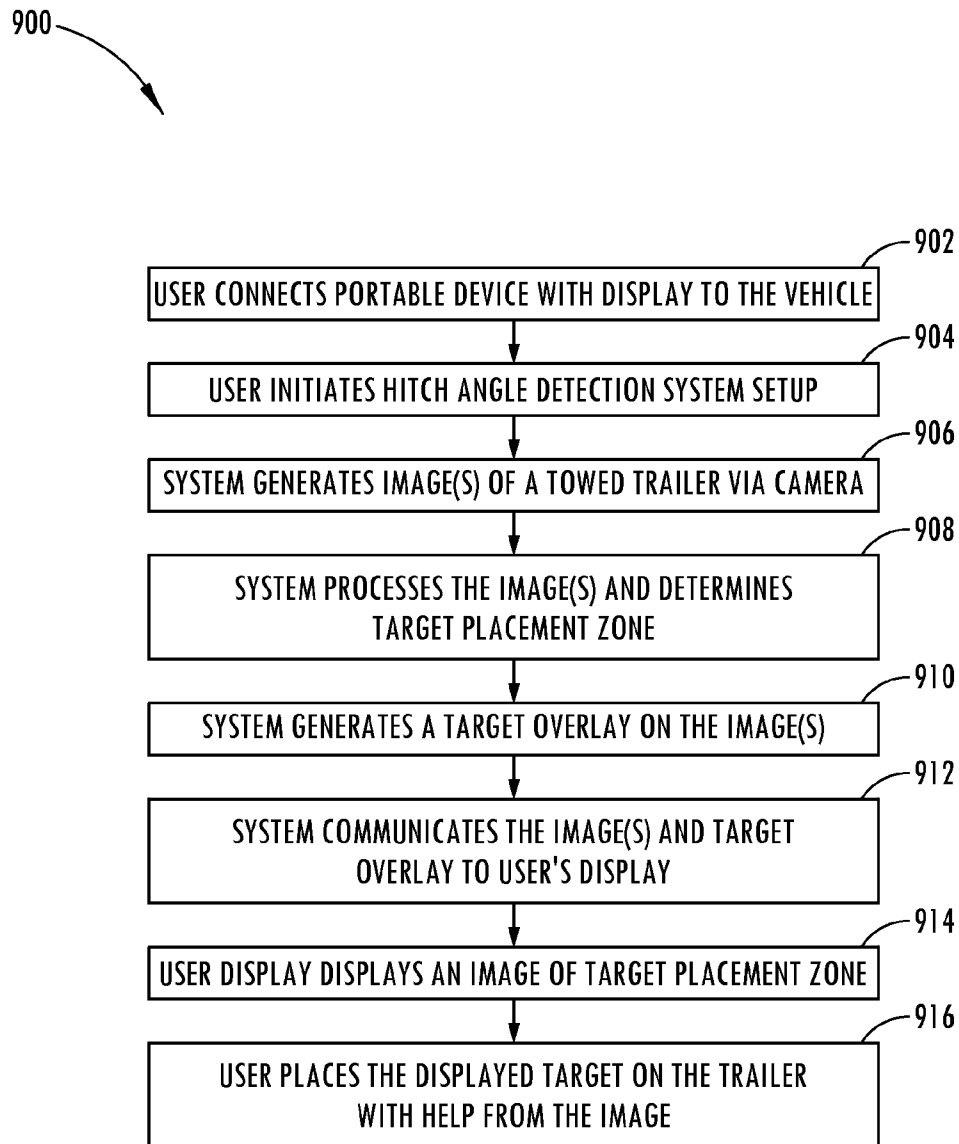 900
902
USER CONNECTS PORTABLE DEVICE WITH DISPLAY TO THE VEHICLE
904
USER INITIATES HITCH ANGLE DETECTION SYSTEM SETUP
906
SYSTEM GENERATES IMAGE(S) OF A TOWED TRAILER VIA CAMERA
908
SYSTEM PROCESSES THE IMAGE(S) AND DETERMINES
TARGET PLACEMENT ZONE
910
SYSTEM GENERATES A TARGET OVERLAY ON THE IMAGE(S)
912
SYSTEM COMMUNICATES THE IMAGE(S) AND TARGET
OVERLAY TO USER'S DISPLAY
914
USER DISPLAY DISPLAYS AN IMAGE OF TARGET PLACEMENT ZONE
916
USER PLACES THE DISPLAYED TARGET ON THE TRAILER
WITH HELP FROM THE IMAGE